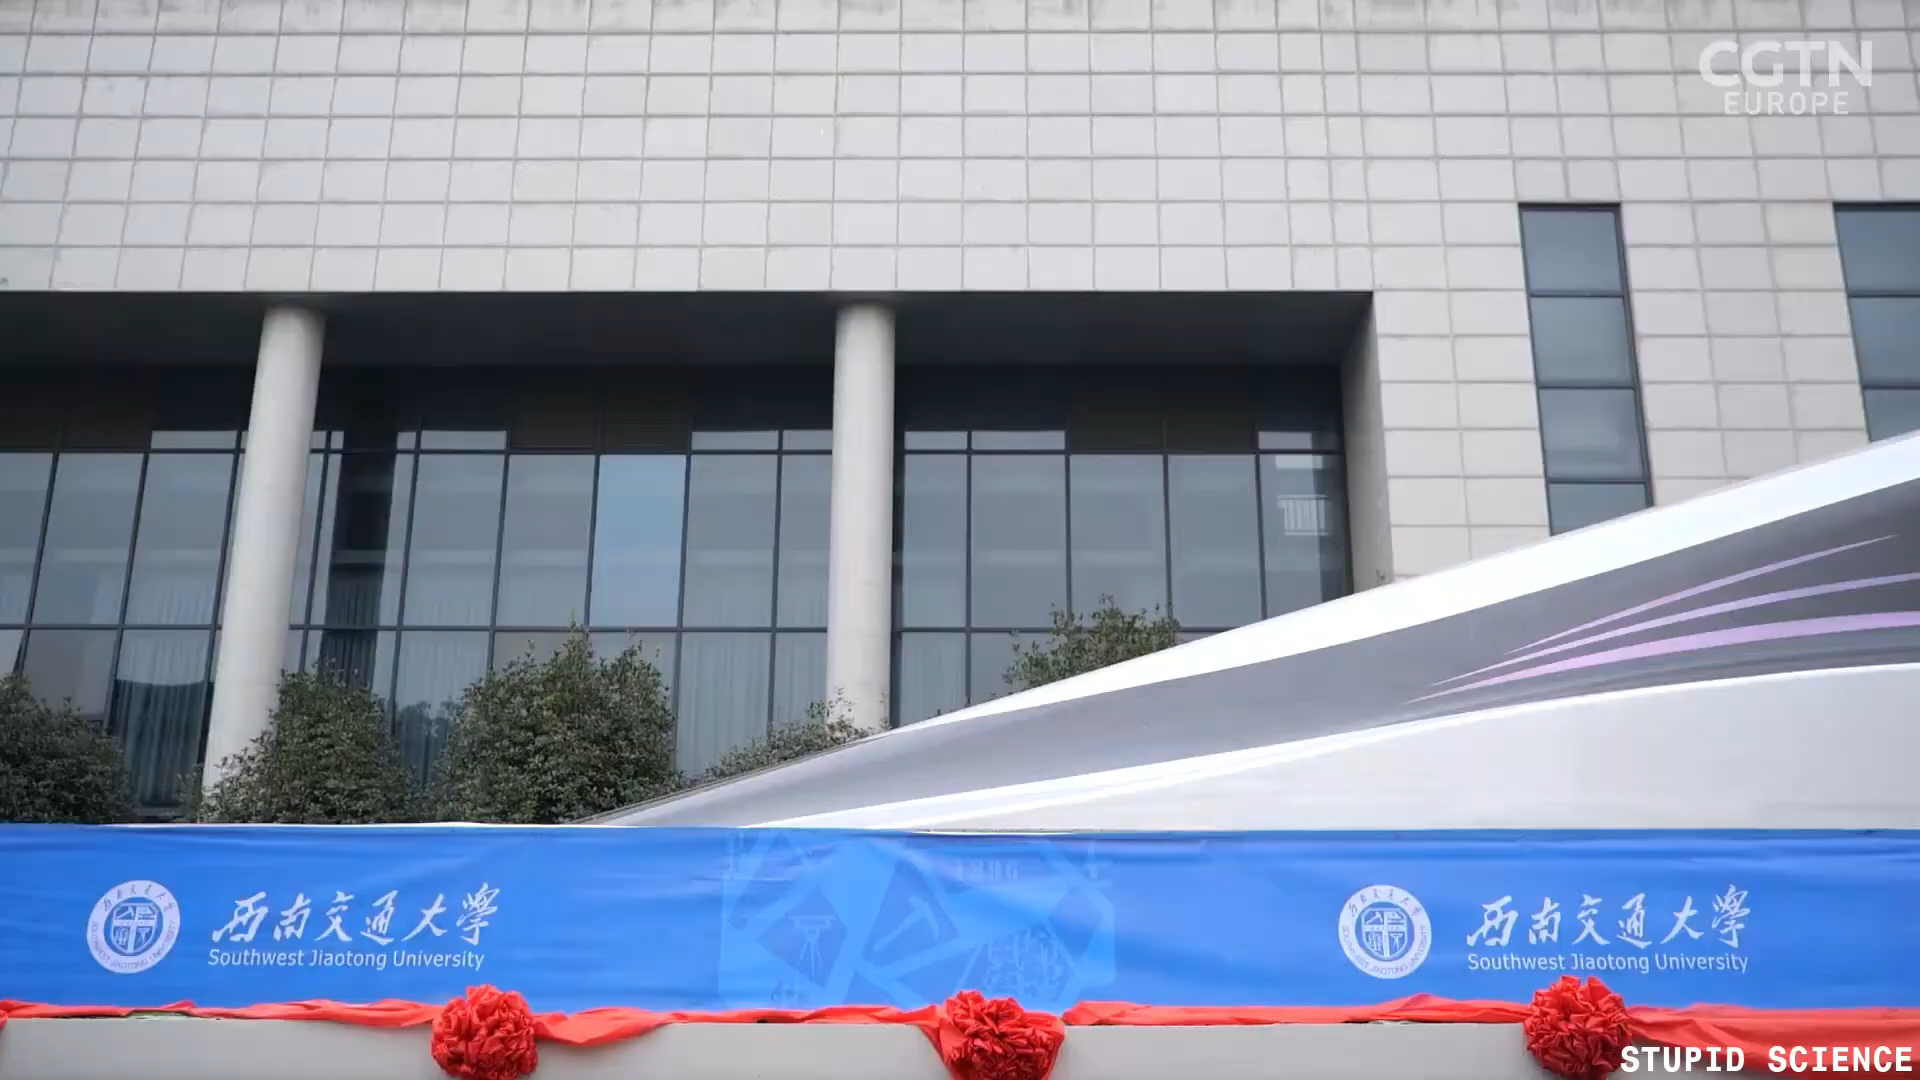 CGTN
EUROPE
西南交通大學
Southwest Jiaotong University
西南交通大學
Southwest Jiaotong University
STUPID SCIENCE